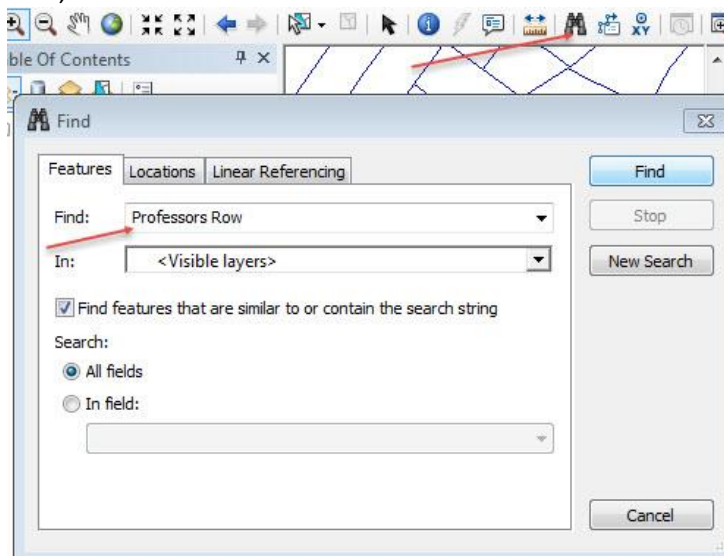 XY
ble Of Contents
Find
Features Locations Linear Referencing
Find
Find: Professors Row
Stop
In: <Visible layers>
New Search
Find features that are similar to or contain the search string
Search:
All fields
In field:
Cancel